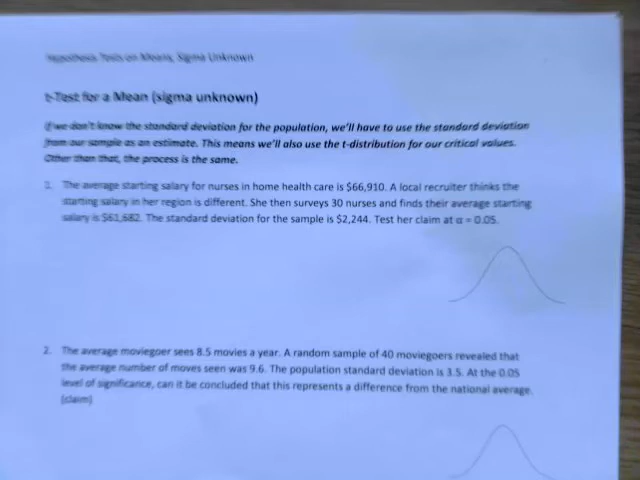 Hypothesis Tests on Means, Sigma Unknown
t-Test for a Mean (sigma unknown)
If we don't know the standard deviation for the population, we'll have to use the standard deviation
from our sample as an estimate. This means we'll also use the t-distribution for our critical values.
Other than that, the process is the same.
1. The average starting salary for nurses in home health care is $66,910. A local recruiter thinks the
starting salary in her region is different. She then surveys 30 nurses and finds their average starting
salary is $61,682. The standard deviation for the sample is $2,244. Test her claim at α = 0.05.
2. The average moviegoer sees 8.5 movies a year. A random sample of 40 moviegoers revealed that
the average number of moves seen was 9.6. The population standard deviation is 3.5. At the 0.05
level of significance, can it be concluded that this represents a difference from the national average.
(claim)